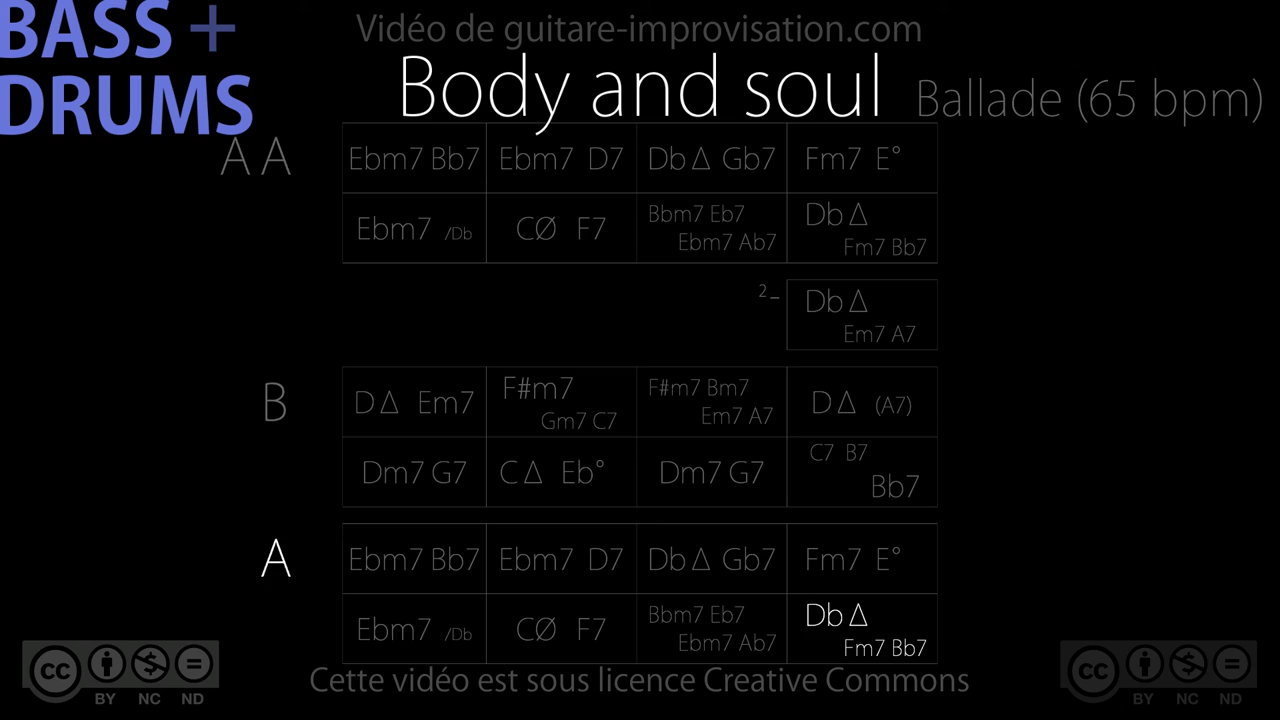 BASS +
DRUMS
Vidéo de guitare-improvisation.com
Body and soul Ballade (65 bpm)
A A
Ebm7 Bb7 Ebm7 D7 Db Δ Gb7 Fm7 E°
Ebm7 /Db CØ F7 Bbm7 Eb7 Ebm7 Ab7 Db Δ Fm7 Bb7
2_ Db Δ Em7 A7
B
D Δ Em7 F#m7 Gm7 C7 F#m7 Bm7 Em7 A7 D Δ (A7)
Dm7 G7 C Δ Eb° Dm7 G7 C7 B7 Bb7
A
Ebm7 Bb7 Ebm7 D7 Db Δ Gb7 Fm7 E°
Ebm7 /Db CØ F7 Bbm7 Eb7 Ebm7 Ab7 Db Δ Fm7 Bb7
Cette vidéo est sous licence Creative Commons
cc BY NC ND
cc BY NC ND